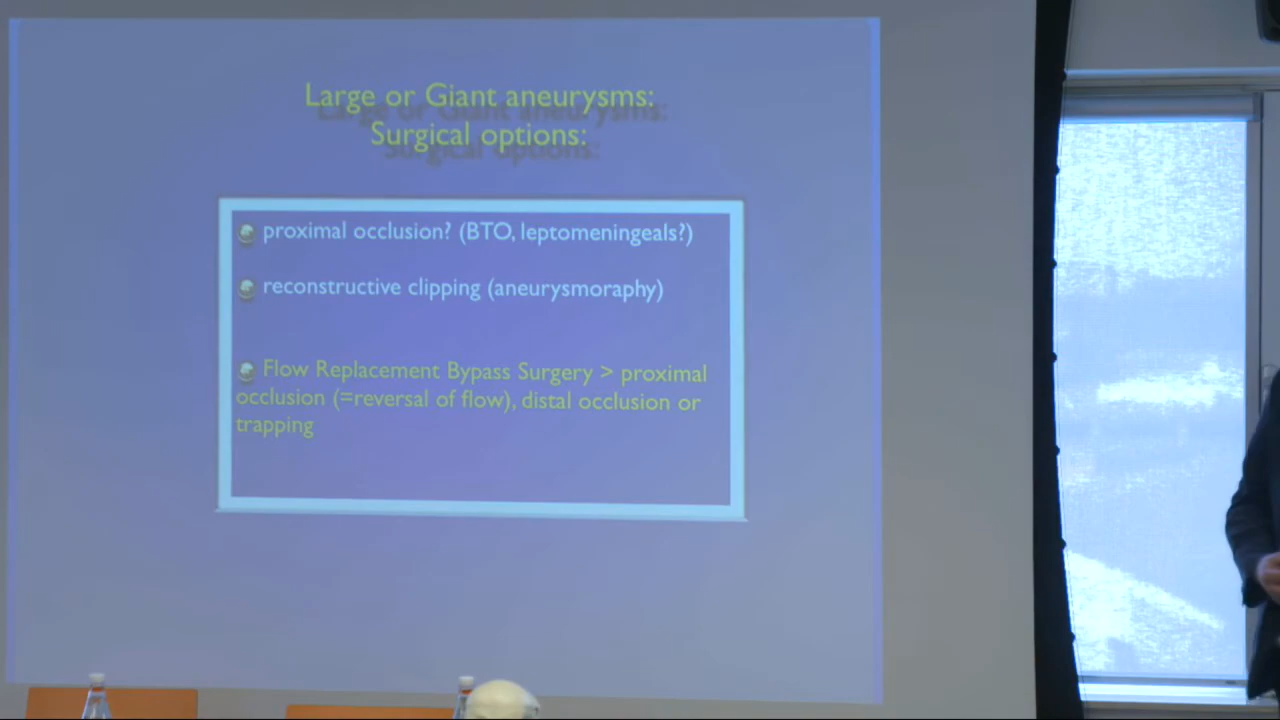 Large or Giant aneurysms:
Surgical options:
proximal occlusion? (BTO, leptomeningeals?)
reconstructive clipping (aneurysmoraphy)
Flow Replacement Bypass Surgery > proximal
occlusion (=reversal of flow), distal occlusion or
trapping